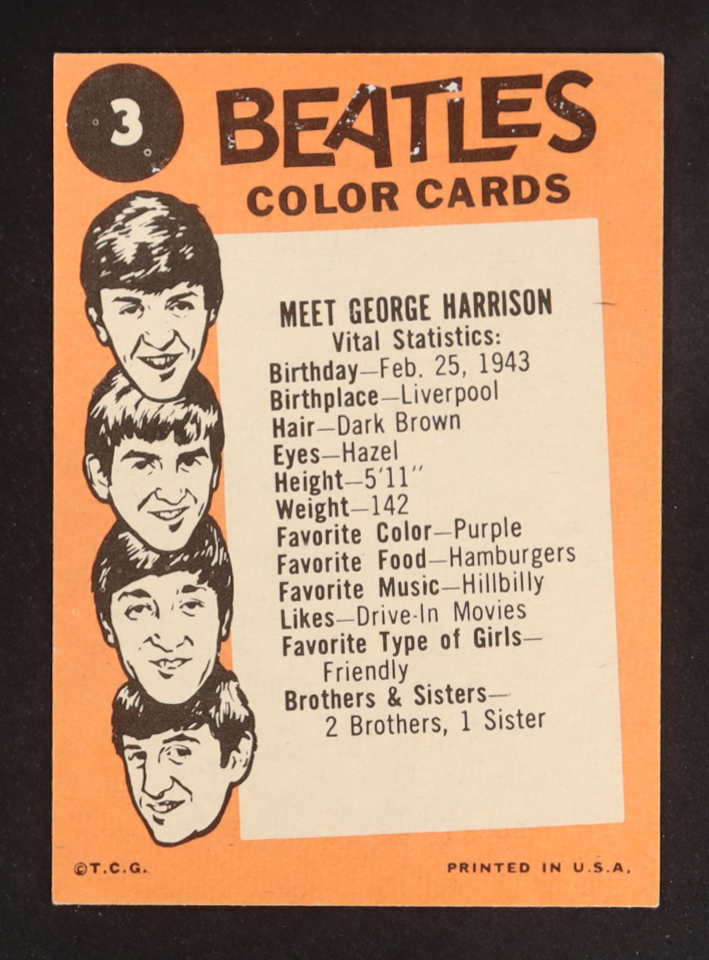 3
BEATLES
COLOR CARDS
MEET GEORGE HARRISON
Vital Statistics:
Birthday—Feb. 25, 1943
Birthplace—Liverpool
Hair—Dark Brown
Eyes—Hazel
Height—5'11"
Weight—142
Favorite Color—Purple
Favorite Food—Hamburgers
Favorite Music—Hillbilly
Likes—Drive-In Movies
Favorite Type of Girls—
Friendly
Brothers & Sisters—
2 Brothers, 1 Sister
©T.C.G.
PRINTED IN U.S.A.